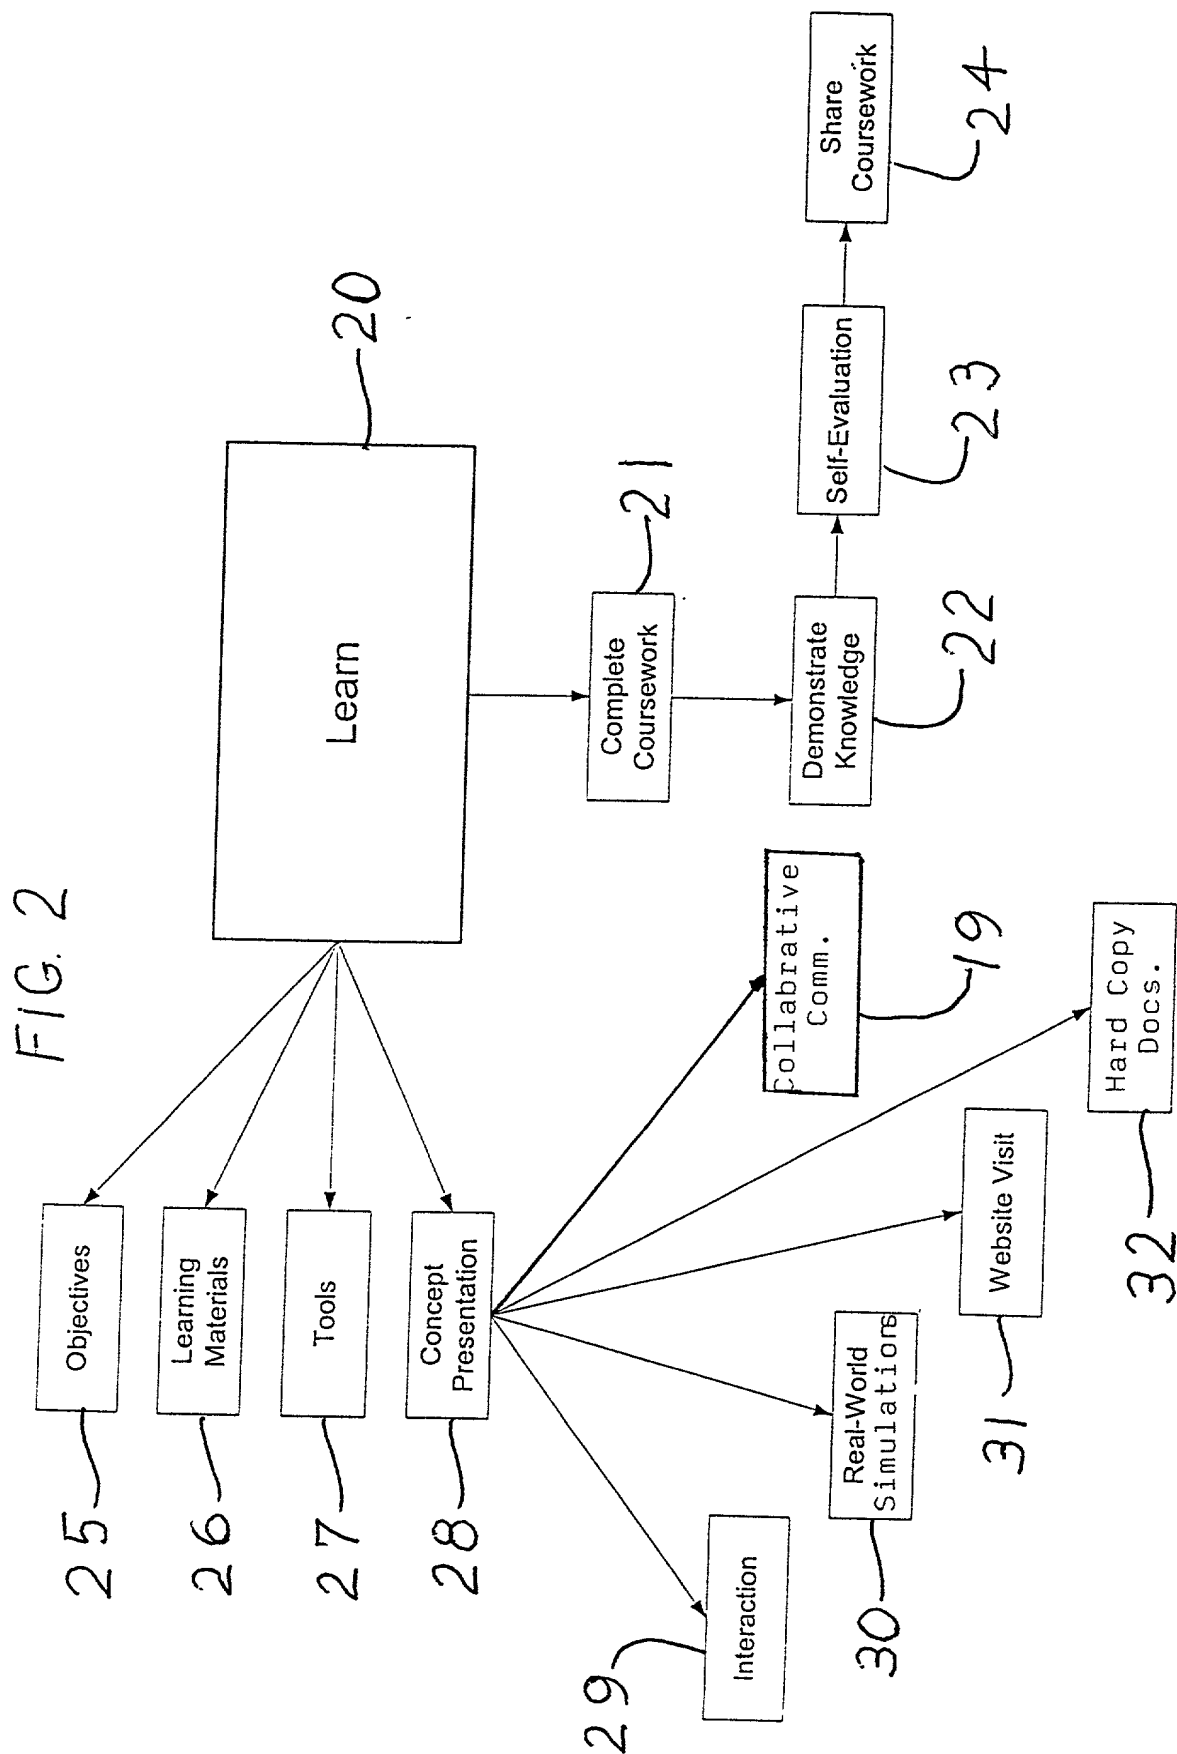 FIG. 2
25
Objectives
26
Learning
Materials
27
Tools
28
Concept
Presentation
Learn
20
Complete
Coursework
21
Demonstrate
Knowledge
22
Self-Evaluation
23
Share
Coursework
24
29
Interaction
30
Real-World
Simulations
31
Website Visit
32
Hard Copy
Docs.
Collabrative
Comm.
19